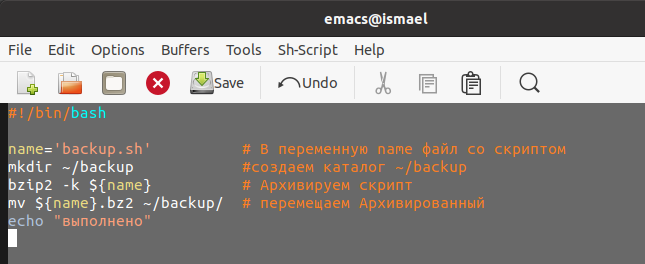 emacs@ismael
File Edit Options Buffers Tools Sh-Script Help
Save Undo
#!/bin/bash
name='backup.sh' # В переменную name файл со скриптом
mkdir ~/backup #создаем каталог ~/backup
bzip2 -k ${name} # Архивируем скрипт
mv ${name}.bz2 ~/backup/ # перемещаем Архивированный
echo "выполнено"